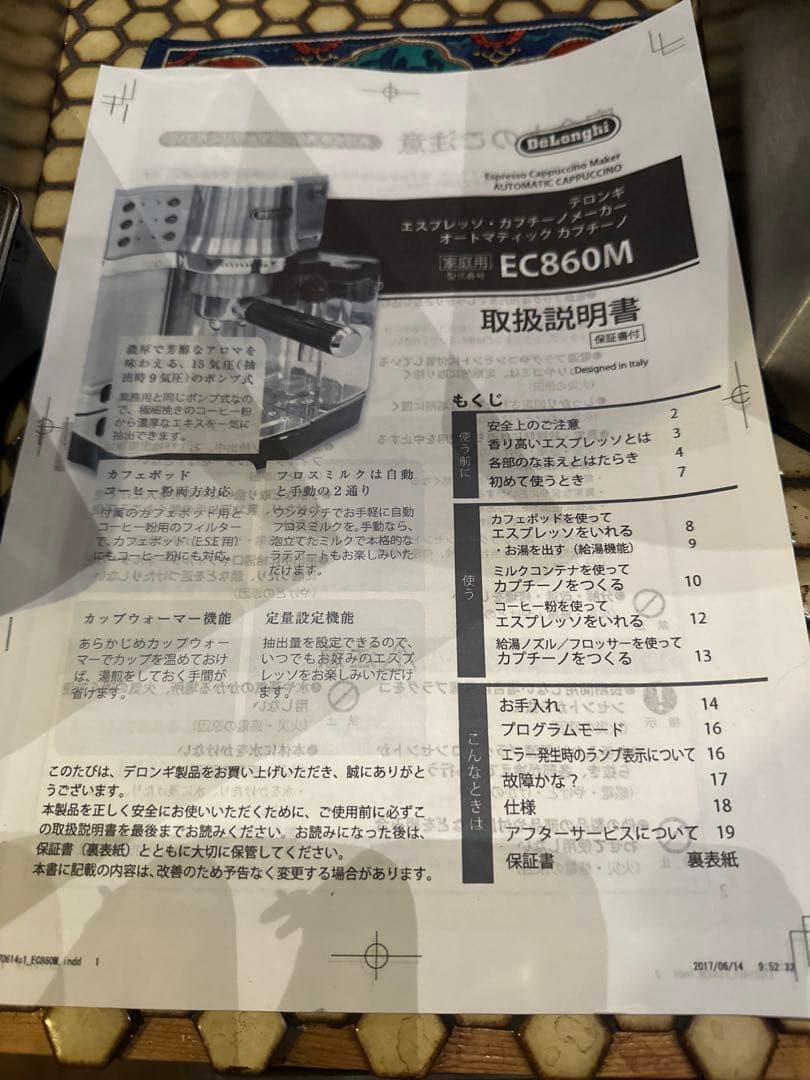 DeLonghi
Espresso Cappuccino Maker
AUTOMATIC CAPPUCCINO
デロンギ
エスプレッソ・カプチーノメーカー
オートマティック カプチーノ
家庭用
型式番号
EC860M
取扱説明書
保証書付
Designed in Italy
DeLonghi
濃厚で芳醇なアロマを
味わえる、15気圧(抽
出時9気圧)のポンプ式
業務用と同じポンプ式なの
で、極細挽きのコーヒー粉
から濃厚なエキスを一気に
抽出できます。
カフェポッド
コーヒー粉両方対応
付属のカフェポッド用と
コーヒー粉用のフィルター
で、カフェポッド(E.S.E用)
にもコーヒー粉にも対応。
フロスミルクは自動
と手動の2通り
ワンタッチでお手軽に自動
フロスミルクを。手動なら、
泡立てたミルクで本格的な
ラテアートもお楽しみいた
だけます。
カップウォーマー機能
あらかじめカップウォー
マーでカップを温めておけ
ば、湯煎をしておく手間が
省けます。
定量設定機能
抽出量を設定できるので、
いつでもお好みのエスプ
レッソをお楽しみいただけ
ます。
このたびは、デロンギ製品をお買い上げいただき、誠にありがと
うございます。
本製品を正しく安全にお使いいただくために、ご使用前に必ずこ
の取扱説明書を最後までお読みください。お読みになった後は、
保証書(裏表紙)とともに大切に保管してください。
本書に記載の内容は、改善のため予告なく変更する場合があります。
もくじ
使う前に
安全上のご注意 2
香り高いエスプレッソとは 3
各部のなまえとはたらき 4
初めて使うとき 7
使う
カフェポッドを使って
エスプレッソをいれる 8
・お湯を出す(給湯機能) 9
ミルクコンテナを使って
カプチーノをつくる 10
コーヒー粉を使って
エスプレッソをいれる 12
給湯ノズル/フロッサーを使って
カプチーノをつくる 13
こんなときは
お手入れ 14
プログラムモード 16
エラー発生時のランプ表示について 16
故障かな? 17
仕様 18
アフターサービスについて 19
保証書 裏表紙
70614s1_EC860M.indd 1
2017/06/14 9:52:32